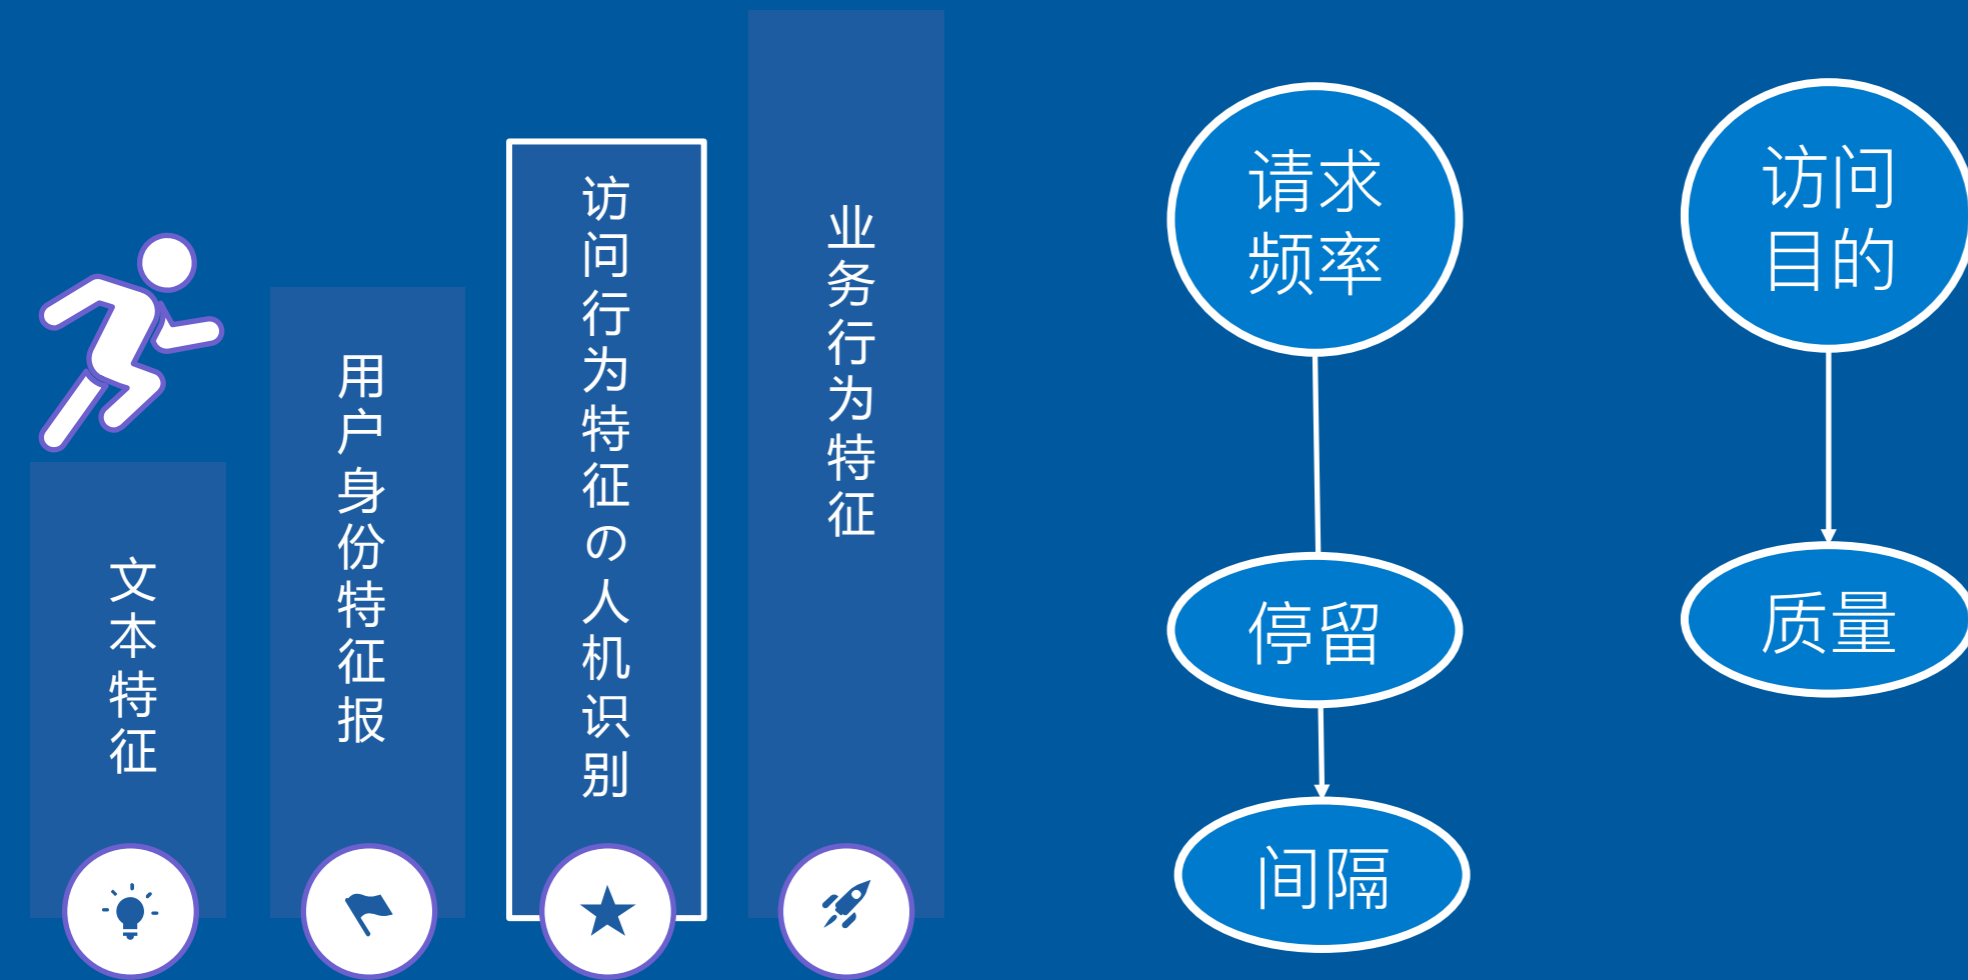 文本特征
用户身份特征报
访问行为特征の人机识别
业务行为特征
请求
频率
停留
间隔
访问
目的
质量